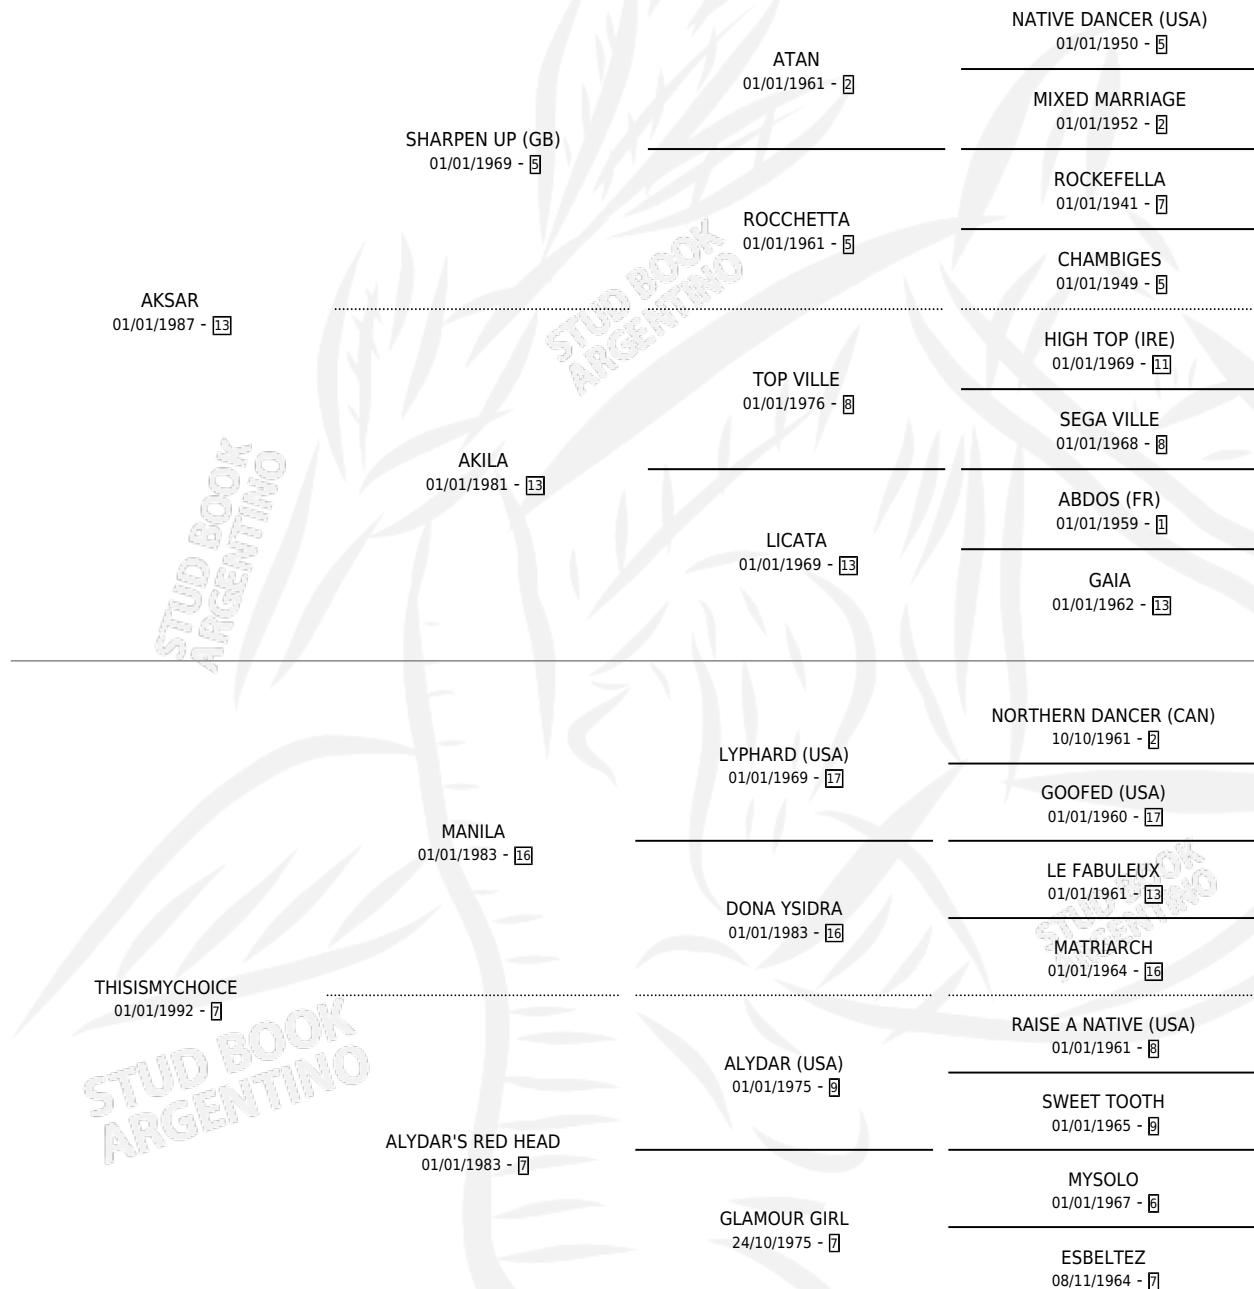 NATIVE DANCER (USA)
01/01/1950 - 5
ATAN
01/01/1961 - 2
MIXED MARRIAGE
01/01/1952 - 2
SHARPEN UP (GB)
01/01/1969 - 5
ROCKEFELLA
01/01/1941 - 7
ROCCHETTA
01/01/1961 - 5
CHAMBIGES
01/01/1949 - 5
AKSAR
01/01/1987 - 13
HIGH TOP (IRE)
01/01/1969 - 11
TOP VILLE
01/01/1976 - 8
SEGA VILLE
01/01/1968 - 8
AKILA
01/01/1981 - 13
ABDOS (FR)
01/01/1959 - 1
LICATA
01/01/1969 - 13
GAIA
01/01/1962 - 13
NORTHERN DANCER (CAN)
10/10/1961 - 2
LYPHARD (USA)
01/01/1969 - 17
GOOFED (USA)
01/01/1960 - 17
MANILA
01/01/1983 - 16
LE FABULEUX
01/01/1961 - 13
DONA YSIDRA
01/01/1983 - 16
MATRIARCH
01/01/1964 - 16
THISISMYCHOICE
01/01/1992 - 7
RAISE A NATIVE (USA)
01/01/1961 - 8
ALYDAR (USA)
01/01/1975 - 9
SWEET TOOTH
01/01/1965 - 9
ALYDAR'S RED HEAD
01/01/1983 - 7
MYSOLO
01/01/1967 - 6
GLAMOUR GIRL
24/10/1975 - 7
ESBELTEZ
08/11/1964 - 7
STUD BOOK
ARGENTINO
STUD BOOK
ARGENTINO
STUD BOOK
ARGENTINO
STUD BOOK
ARGENTINO